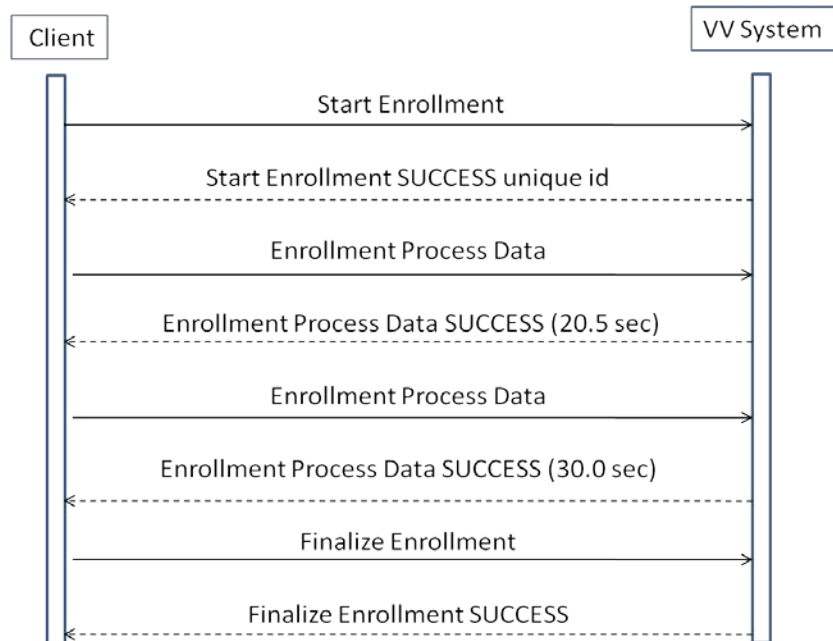 Client
VV System
Start Enrollment
Start Enrollment SUCCESS unique id
Enrollment Process Data
Enrollment Process Data SUCCESS (20.5 sec)
Enrollment Process Data
Enrollment Process Data SUCCESS (30.0 sec)
Finalize Enrollment
Finalize Enrollment SUCCESS